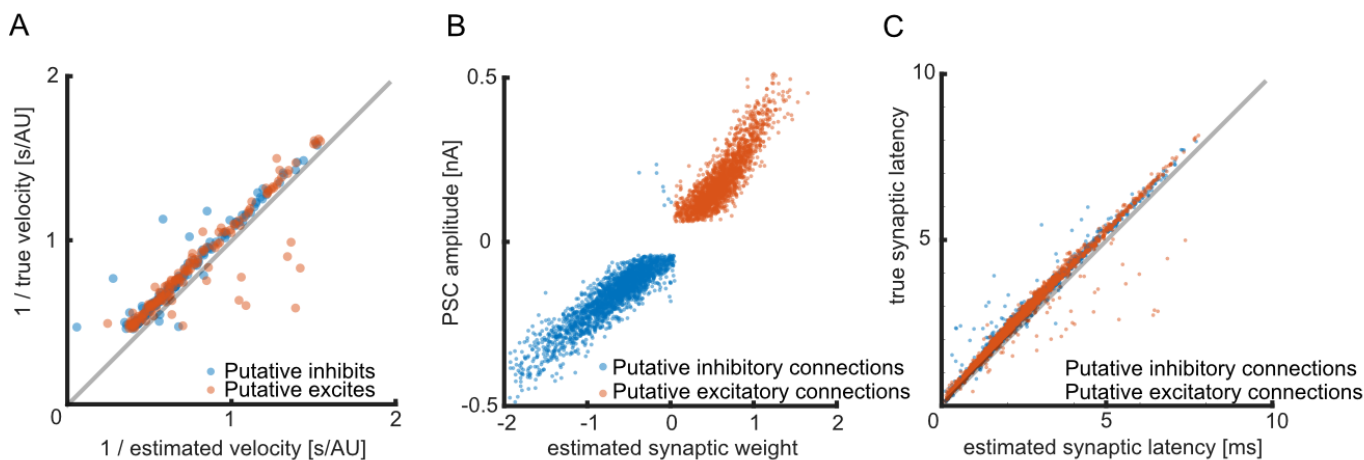 A
2
1 / true velocity [s/AU]
1
Putative inhibits
Putative excites
0
1
2
1 / estimated velocity [s/AU]
B
0.5
PSC amplitude [nA]
0
Putative inhibitory connections
Putative excitatory connections
-0.5
-2
-1
0
1
2
estimated synaptic weight
C
10
true synaptic latency
5
Putative inhibitory connections
Putative excitatory connections
0
5
10
estimated synaptic latency [ms]